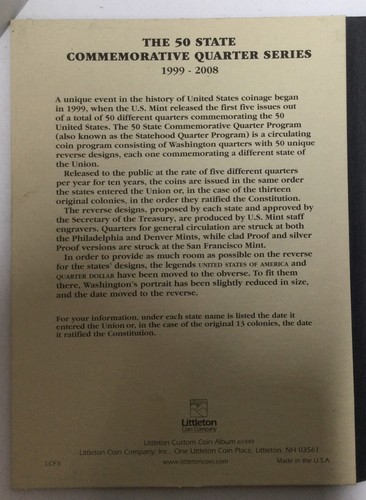 THE 50 STATE
COMMEMORATIVE QUARTER SERIES
1999 - 2008
A unique event in the history of United States coinage began
in 1999, when the U.S. Mint released the first five issues out
of a total of 50 different quarters commemorating the 50
United States. The 50 State Commemorative Quarter Program
(also known as the Statehood Quarter Program) is a circulating
coin program consisting of Washington quarters with 50 unique
reverse designs, each one commemorating a different state of
the Union.
Released to the public at the rate of five different quarters
per year for ten years, the coins are issued in the same order
the states entered the Union or, in the case of the thirteen
original colonies, in the order they ratified the Constitution.
The reverse designs, proposed by each state and approved by
the Secretary of the Treasury, are produced by U.S. Mint staff
engravers. Quarters for general circulation are struck at both
the Philadelphia and Denver Mints, while clad Proof and silver
Proof versions are struck at the San Francisco Mint.
In order to provide as much room as possible on the reverse
for the states' designs, the legends UNITED STATES OF AMERICA and
QUARTER DOLLAR have been moved to the obverse. To fit them
there, Washington's portrait has been slightly reduced in size,
and the date moved to the reverse.
For your information, under each state name is listed the date it
entered the Union or, in the case of the original 13 colonies, the date
it ratified the Constitution.
Littleton
Coin Company
Littleton Custom Coin Album
Littleton Coin Company, Inc., One Littleton Coin Place, Littleton, NH 03561
www.littletoncoin.com
Made in the U.S.A.